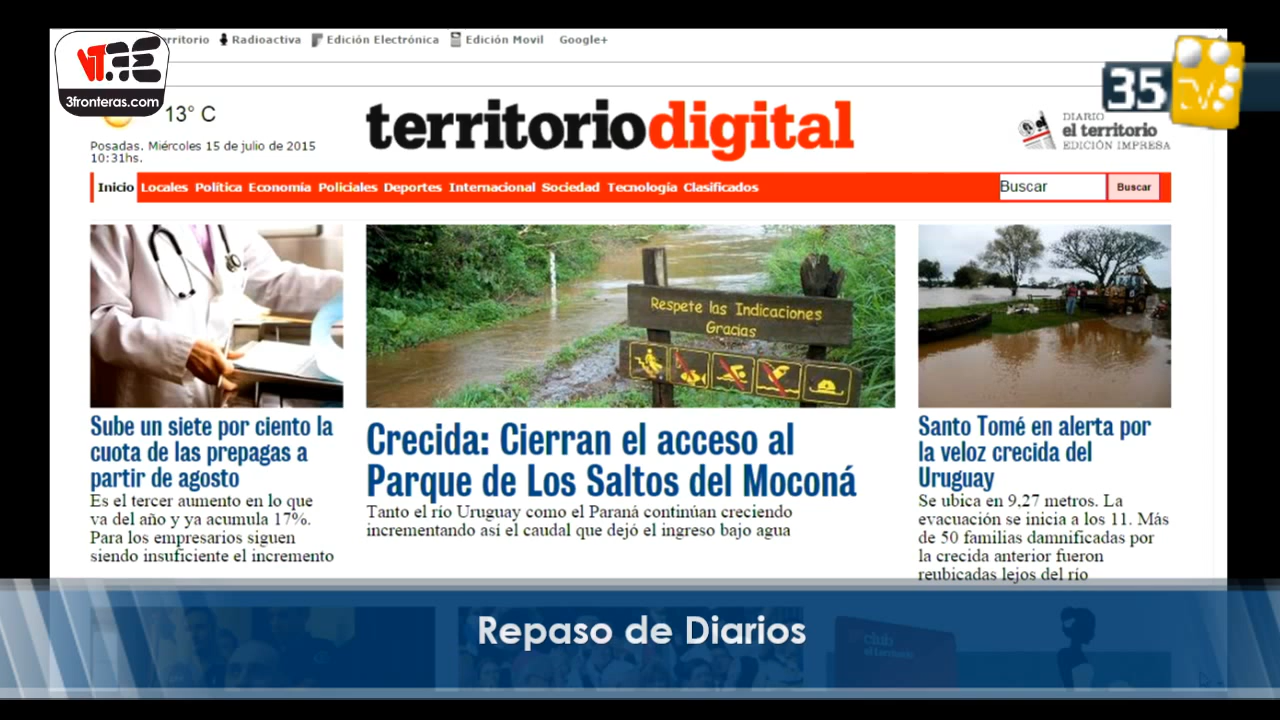 erritorio Radioactiva Edición Electrónica Edición Movil Google+
3fronteras.com
35
13° C
territoriodigital
DIARIO
el territorio
EDICIÓN IMPRESA
Posadas. Miércoles 15 de julio de 2015
10:31hs.
Inicio Locales Política Economía Policiales Deportes Internacional Sociedad Tecnología Clasificados Buscar Buscar
Respete las Indicaciones
Gracias
Sube un siete por ciento la
cuota de las prepagas a
partir de agosto
Es el tercer aumento en lo que
va del año y ya acumula 17%.
Para los empresarios siguen
siendo insuficiente el incremento
Crecida: Cierran el acceso al
Parque de Los Saltos del Moconá
Tanto el río Uruguay como el Paraná continúan creciendo
incrementando así el caudal que dejó el ingreso bajo agua
Santo Tomé en alerta por
la veloz crecida del
Uruguay
Se ubica en 9,27 metros. La
evacuación se inicia a los 11. Más
de 50 familias damnificadas por
la crecida anterior fueron
reubicadas lejos del río
Repaso de Diarios
club
el territorio